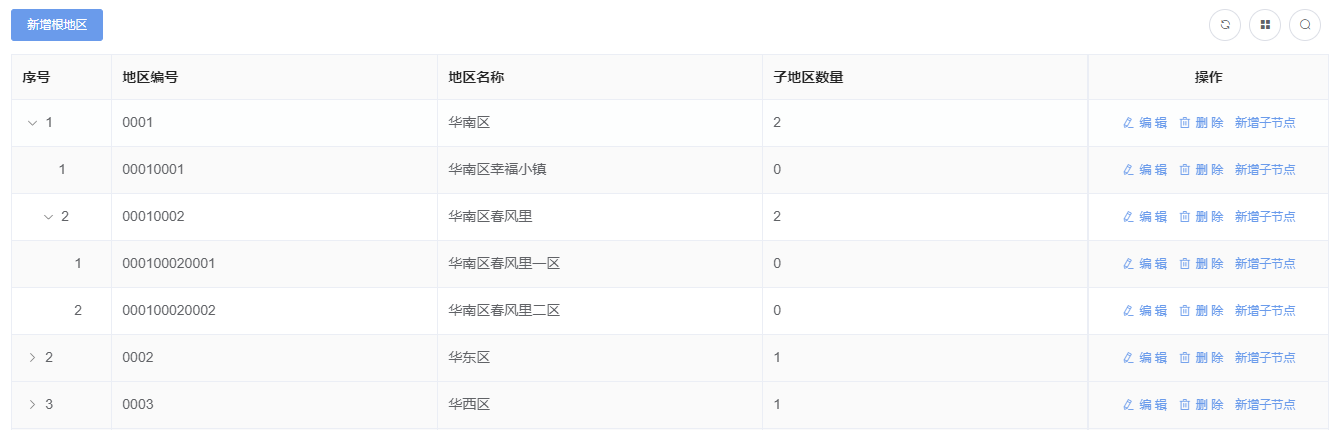 新增根地区
序号 地区编号 地区名称 子地区数量 操作
1 0001 华南区 2 编 辑 删 除 新增子节点
1 00010001 华南区幸福小镇 0 编 辑 删 除 新增子节点
2 00010002 华南区春风里 2 编 辑 删 除 新增子节点
1 000100020001 华南区春风里一区 0 编 辑 删 除 新增子节点
2 000100020002 华南区春风里二区 0 编 辑 删 除 新增子节点
2 0002 华东区 1 编 辑 删 除 新增子节点
3 0003 华西区 1 编 辑 删 除 新增子节点